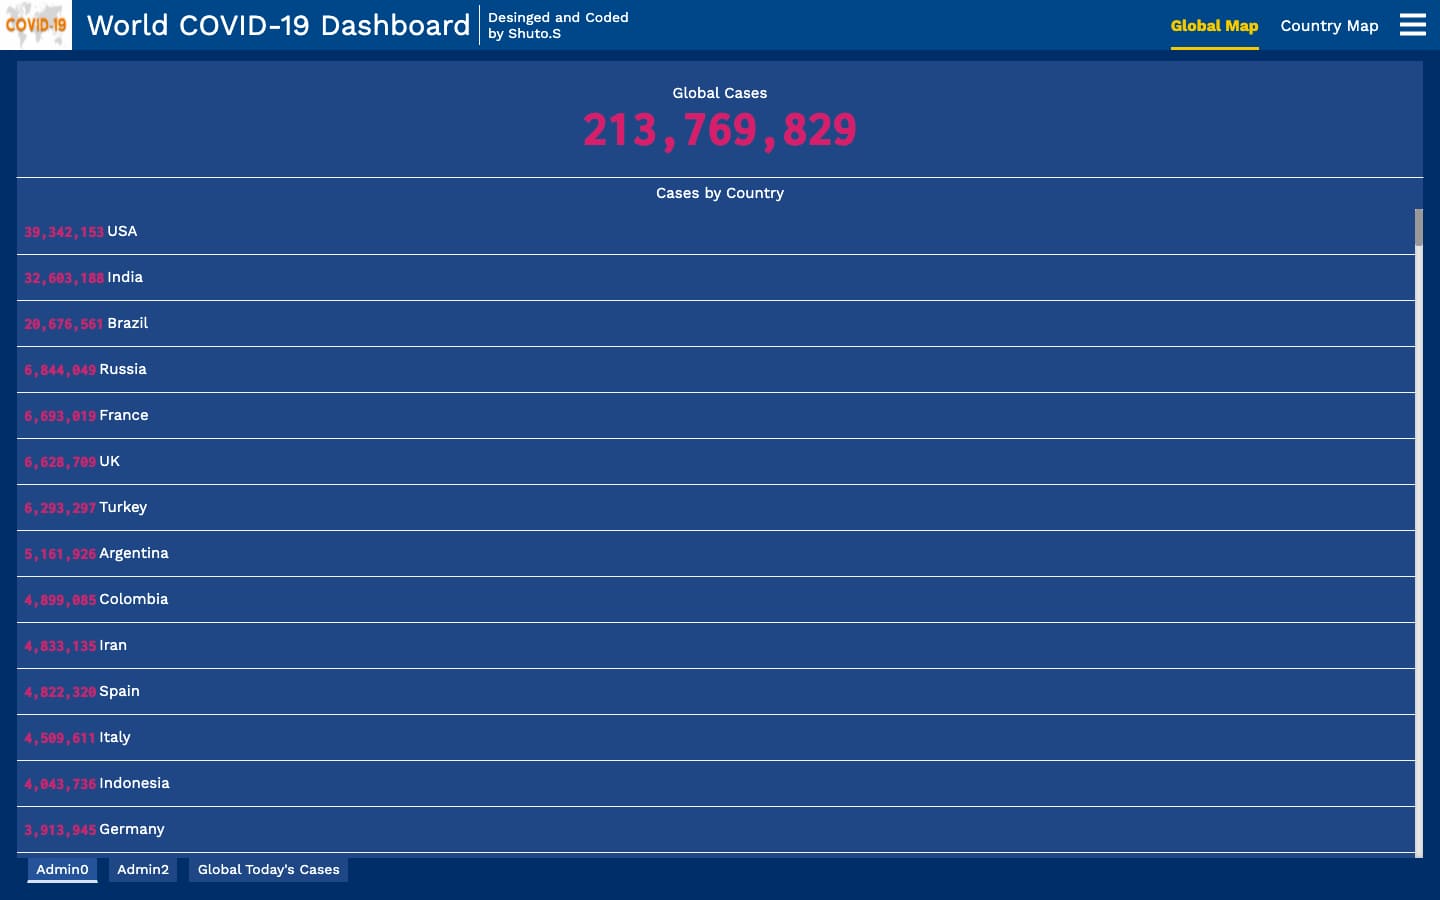 COVID-19
World COVID-19 Dashboard
Desinged and Coded
by Shuto.S
Global Map
Country Map
Global Cases
213,769,829
Cases by Country
39,342,153 USA
32,603,188 India
20,676,561 Brazil
6,844,049 Russia
6,693,019 France
6,628,709 UK
6,293,297 Turkey
5,161,926 Argentina
4,899,085 Colombia
4,833,135 Iran
4,822,320 Spain
4,509,611 Italy
4,043,736 Indonesia
3,913,945 Germany
Admin0
Admin2
Global Today's Cases